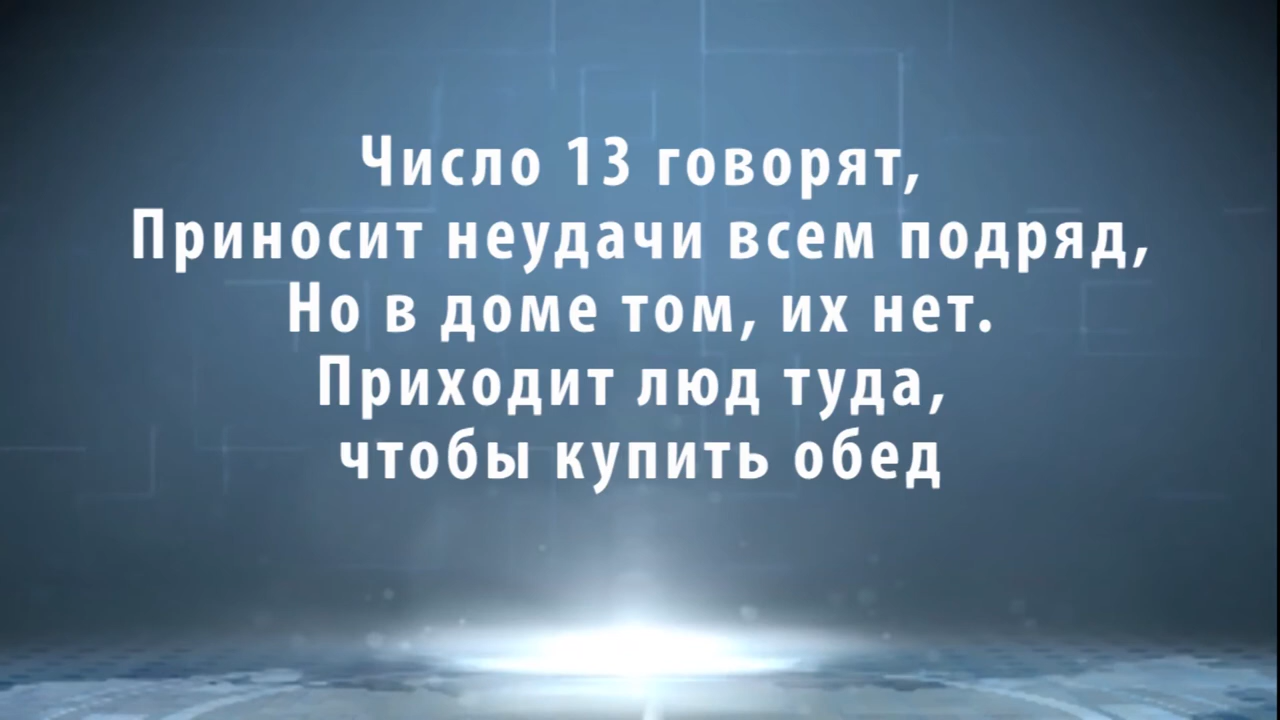 Число 13 говорят,
Приносит неудачи всем подряд,
Но в доме том, их нет.
Приходит люд туда,
чтобы купить обед